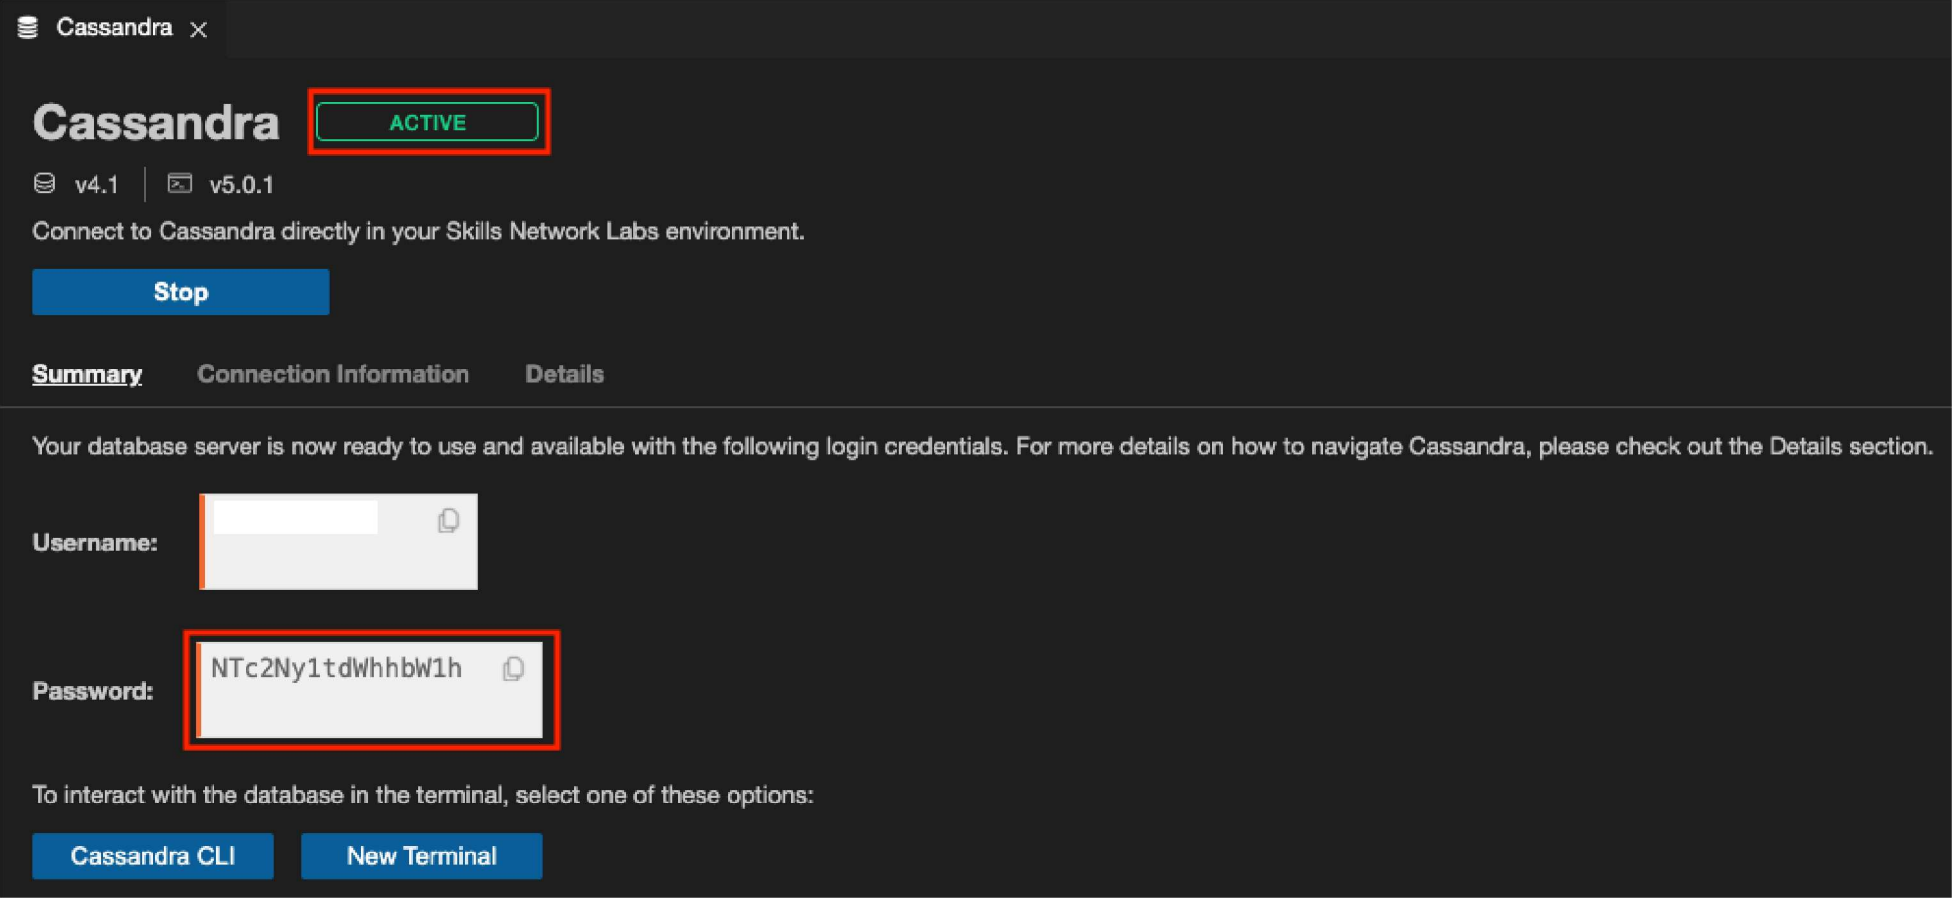 Cassandra
Cassandra ACTIVE
v4.1 v5.0.1
Connect to Cassandra directly in your Skills Network Labs environment.
Stop
Summary Connection Information Details
Your database server is now ready to use and available with the following login credentials. For more details on how to navigate Cassandra, please check out the Details section.
Username:
Password: NTc2Ny1tdWhhbW1h
To interact with the database in the terminal, select one of these options:
Cassandra CLI New Terminal